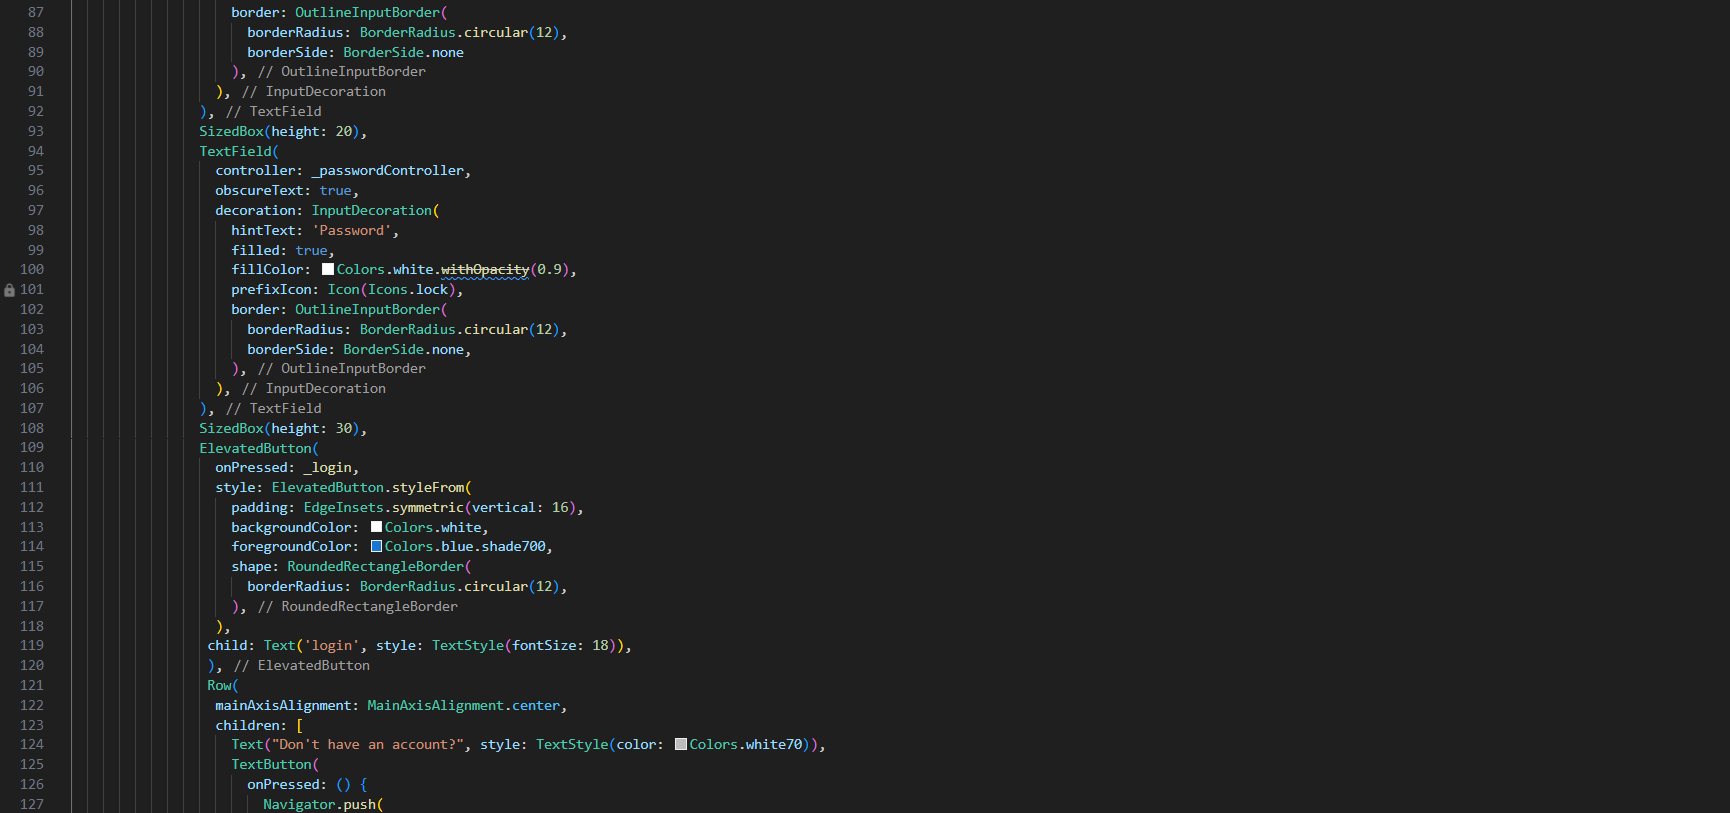 87 border: OutlineInputBorder(
88 borderRadius: BorderRadius.circular(12),
89 borderSide: BorderSide.none
90 ), // OutlineInputBorder
91 ), // InputDecoration
92 ), // TextField
93 SizedBox(height: 20),
94 TextField(
95 controller: _passwordController,
96 obscureText: true,
97 decoration: InputDecoration(
98 hintText: 'Password',
99 filled: true,
100 fillColor: Colors.white.withOpacity(0.9),
101 prefixIcon: Icon(Icons.lock),
102 border: OutlineInputBorder(
103 borderRadius: BorderRadius.circular(12),
104 borderSide: BorderSide.none,
105 ), // OutlineInputBorder
106 ), // InputDecoration
107 ), // TextField
108 SizedBox(height: 30),
109 ElevatedButton(
110 onPressed: _login,
111 style: ElevatedButton.styleFrom(
112 padding: EdgeInsets.symmetric(vertical: 16),
113 backgroundColor: Colors.white,
114 foregroundColor: Colors.blue.shade700,
115 shape: RoundedRectangleBorder(
116 borderRadius: BorderRadius.circular(12),
117 ), // RoundedRectangleBorder
118 ),
119 child: Text('login', style: TextStyle(fontSize: 18)),
120 ), // ElevatedButton
121 Row(
122 mainAxisAlignment: MainAxisAlignment.center,
123 children: [
124 Text("Don't have an account?", style: TextStyle(color: Colors.white70)),
125 TextButton(
126 onPressed: () {
127 Navigator.push(